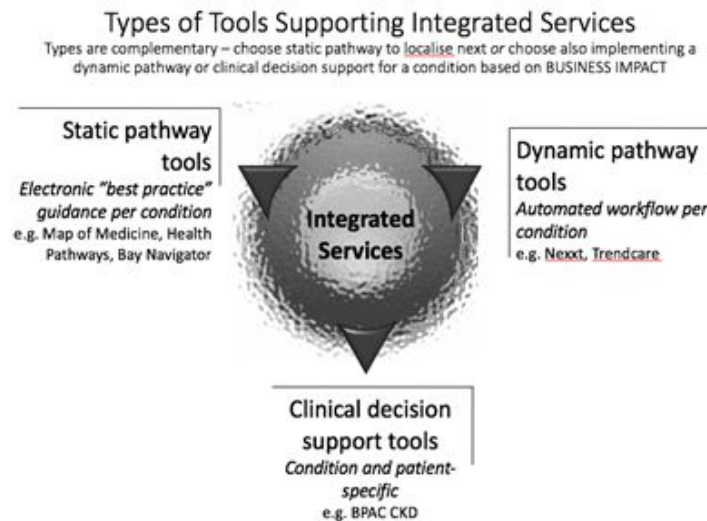 Types of Tools Supporting Integrated Services
Types are complementary – choose static pathway to localise next or choose also implementing a
dynamic pathway or clinical decision support for a condition based on BUSINESS IMPACT
Static pathway
tools
Electronic "best practice"
guidance per condition
e.g. Map of Medicine, Health
Pathways, Bay Navigator
Integrated
Services
Dynamic pathway
tools
Automated workflow per
condition
e.g. Nexxt, Trendcare
Clinical decision
support tools
Condition and patient-
specific
e.g. BPAC CKD